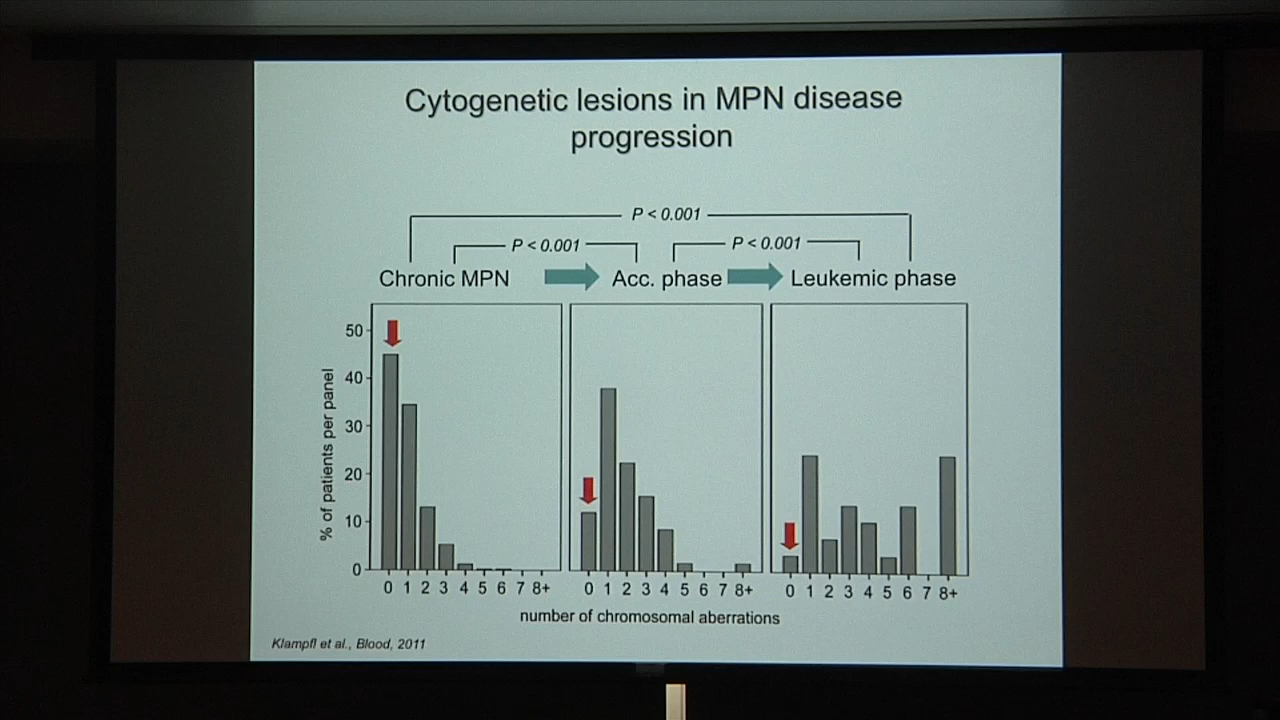 Cytogenetic lesions in MPN disease
progression
P < 0.001
P < 0.001
P < 0.001
Chronic MPN
Acc. phase
Leukemic phase
% of patients per panel
50
40
30
20
10
0
0 1 2 3 4 5 6 7 8+
0 1 2 3 4 5 6 7 8+
0 1 2 3 4 5 6 7 8+
number of chromosomal aberrations
Klampfl et al., Blood, 2011